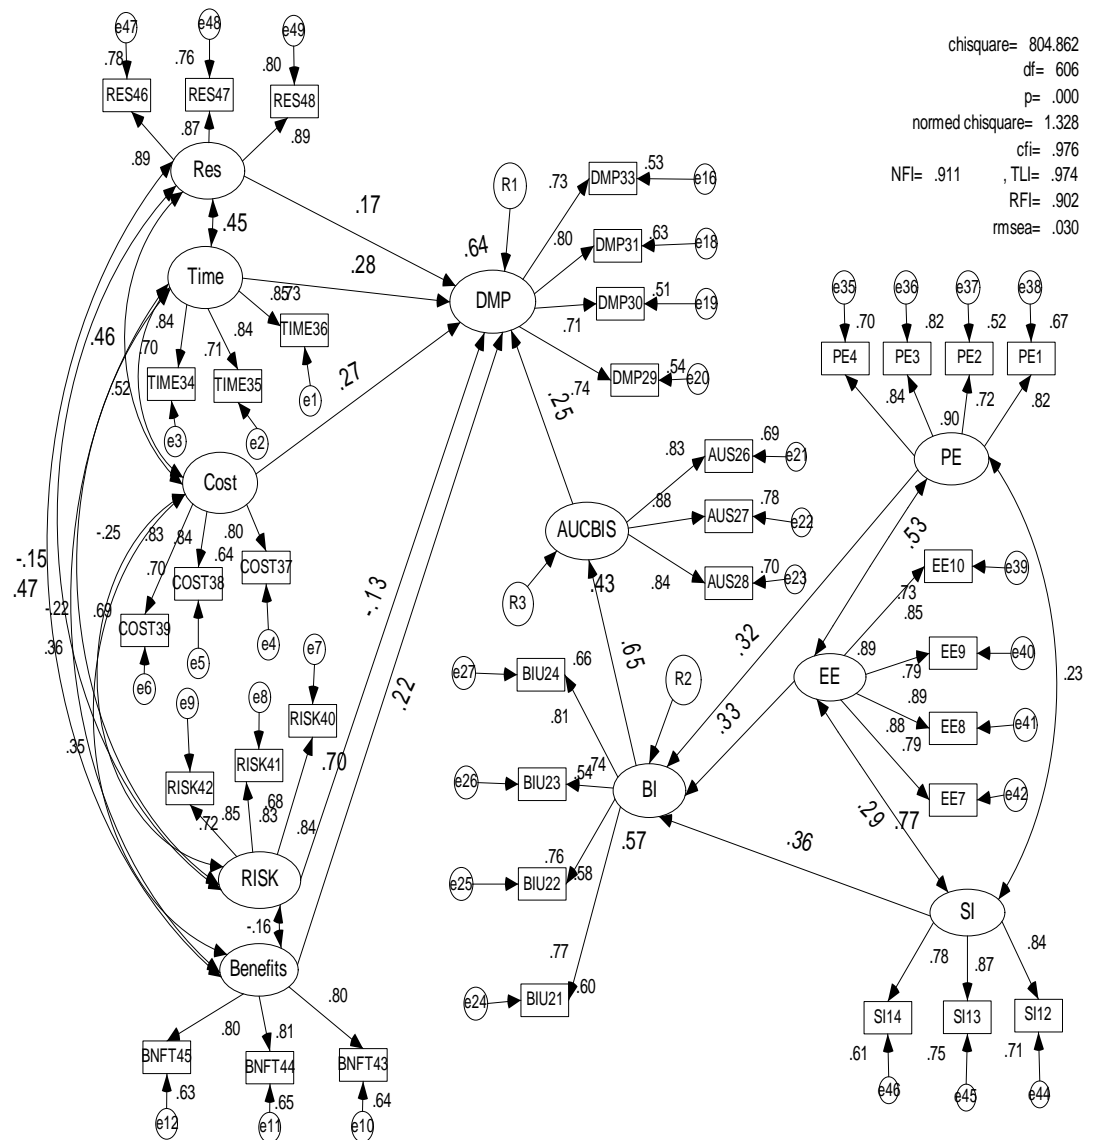 e47
e48
e49
.78
.76
.80
RES46
RES47
RES48
.89
.87
.89
Res
.45
.17
Time
.28
.84
.71
.84
.85
.73
TIME34
TIME35
TIME36
e3
e2
e1
.46
.70
.52
.27
Cost
-.25
.83
.84
.80
.70
.64
COST39
COST38
COST37
e6
e5
e4
-.15
.47
-.22
.69
.36
.35
e9
e8
e7
RISK42
RISK41
RISK40
.72
.85
.68
.83
.70
.84
RISK
-.13
.22
-.16
Benefits
.80
.81
.80
BNFT45
BNFT44
BNFT43
.63
.65
.64
e12
e11
e10
R1
.64
DMP
.73
.80
.71
.74
DMP33
.53
e16
DMP31
.63
e18
DMP30
.51
e19
DMP29
.54
e20
.25
AUCBIS
.43
R3
.83
.88
.84
AUS26
.69
e21
AUS27
.78
e22
AUS28
.70
e23
.65
R2
BI
.57
e27
BIU24
.66
.81
e26
BIU23
.54
.74
e25
BIU22
.76
.58
e24
BIU21
.77
.60
.32
.33
.36
chisquare= 804.862
df= 606
p= .000
normed chisquare= 1.328
cfi= .976
NFI= .911 , TLI= .974
RFI= .902
rmsea= .030
e35
e36
e37
e38
.70
.82
.52
.67
PE4
PE3
PE2
PE1
.84
.90
.72
.82
PE
.53
.23
EE
EE10
e39
.73
.85
.89
EE9
e40
.79
.89
EE8
e41
.88
.79
EE7
e42
.77
.29
SI
.78
.87
.84
SI14
SI13
SI12
.61
.75
.71
e46
e45
e44